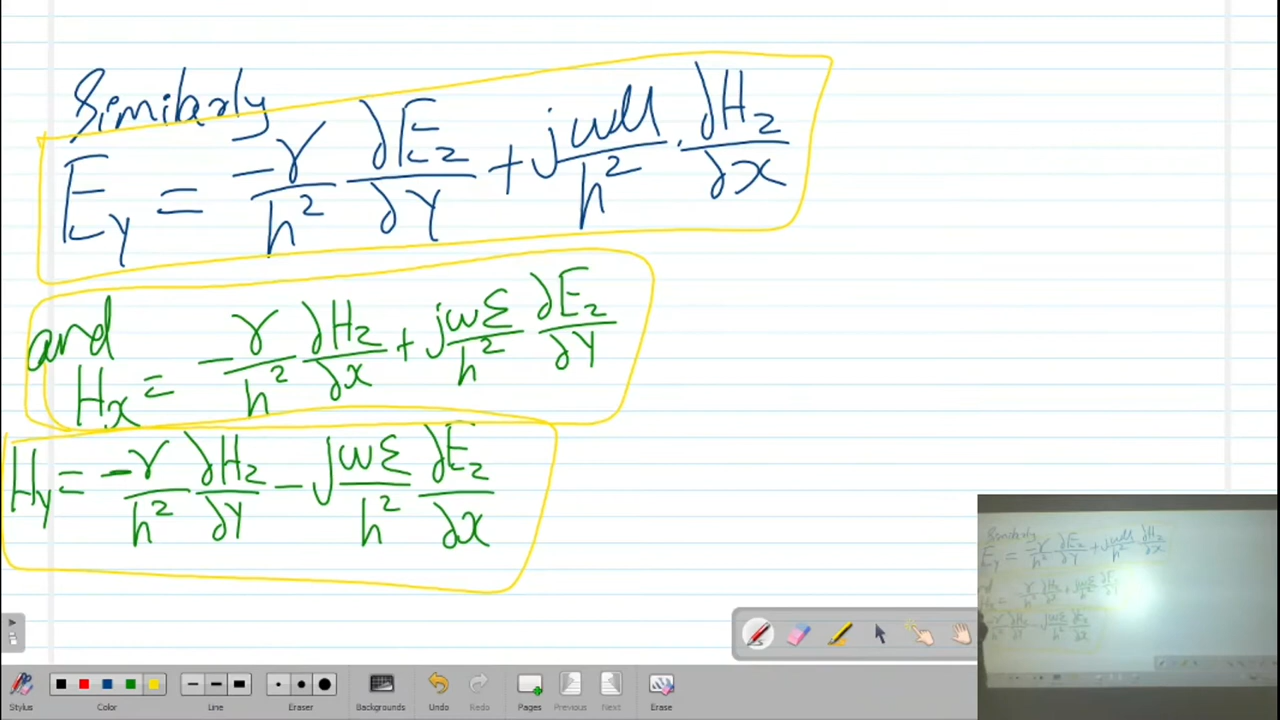 Similarly
Ey = -γ/h² ∂Ez/∂y + jωμ/h² · ∂Hz/∂x
and
Hx = -γ/h² ∂Hz/∂x + jωε/h² ∂Ez/∂y
Hy = -γ/h² ∂Hz/∂y - jωε/h² ∂Ez/∂x
Stylus
Color
Line
Eraser
Backgrounds
Undo
Redo
Pages
Previous
Next
Erase